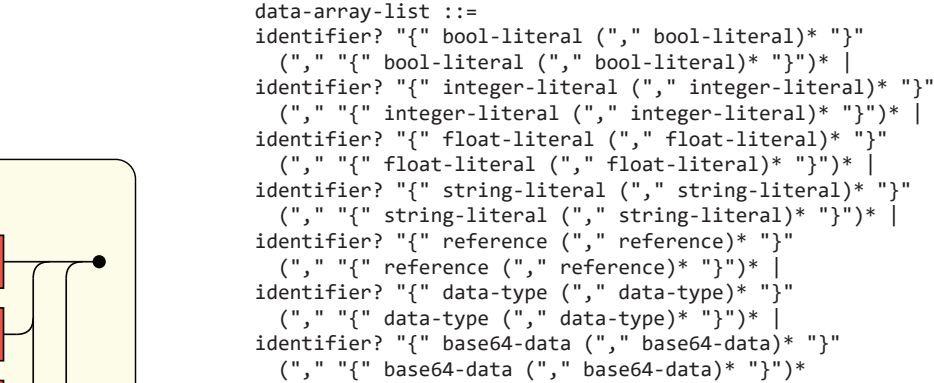 data-array-list ::=
identifier? "{" bool-literal ("," bool-literal)* "}"
("," "{" bool-literal ("," bool-literal)* "}")* |
identifier? "{" integer-literal ("," integer-literal)* "}"
("," "{" integer-literal ("," integer-literal)* "}")* |
identifier? "{" float-literal ("," float-literal)* "}"
("," "{" float-literal ("," float-literal)* "}")* |
identifier? "{" string-literal ("," string-literal)* "}"
("," "{" string-literal ("," string-literal)* "}")* |
identifier? "{" reference ("," reference)* "}"
("," "{" reference ("," reference)* "}")* |
identifier? "{" data-type ("," data-type)* "}"
("," "{" data-type ("," data-type)* "}")* |
identifier? "{" base64-data ("," base64-data)* "}"
("," "{" base64-data ("," base64-data)* "}")*